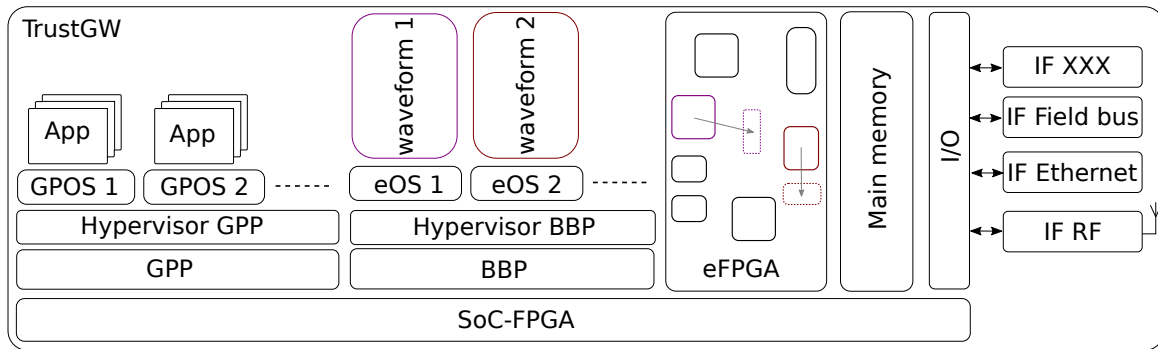 TrustGW
App
App
GPOS 1
GPOS 2
Hypervisor GPP
GPP
waveform 1
waveform 2
eOS 1
eOS 2
Hypervisor BBP
BBP
eFPGA
Main memory
I/O
IF XXX
IF Field bus
IF Ethernet
IF RF
SoC-FPGA